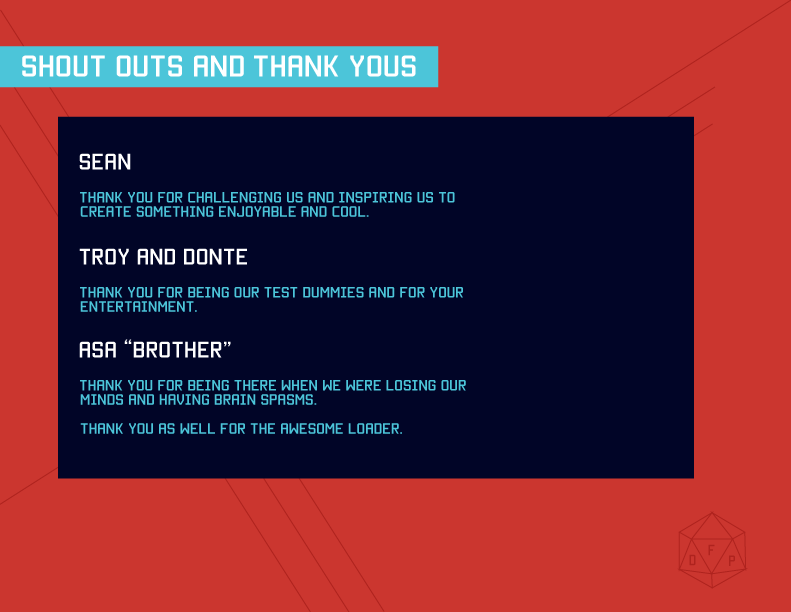 SHOUT OUTS AND THANK YOUS
SEAN
THANK YOU FOR CHALLENGING US AND INSPIRING US TO
CREATE SOMETHING ENJOYABLE AND COOL.
TROY AND DONTE
THANK YOU FOR BEING OUR TEST DUMMIES AND FOR YOUR
ENTERTAINMENT.
ASA “BROTHER”
THANK YOU FOR BEING THERE WHEN WE WERE LOSING OUR
MINDS AND HAVING BRAIN SPASMS.
THANK YOU AS WELL FOR THE AWESOME LOADER.
D F P